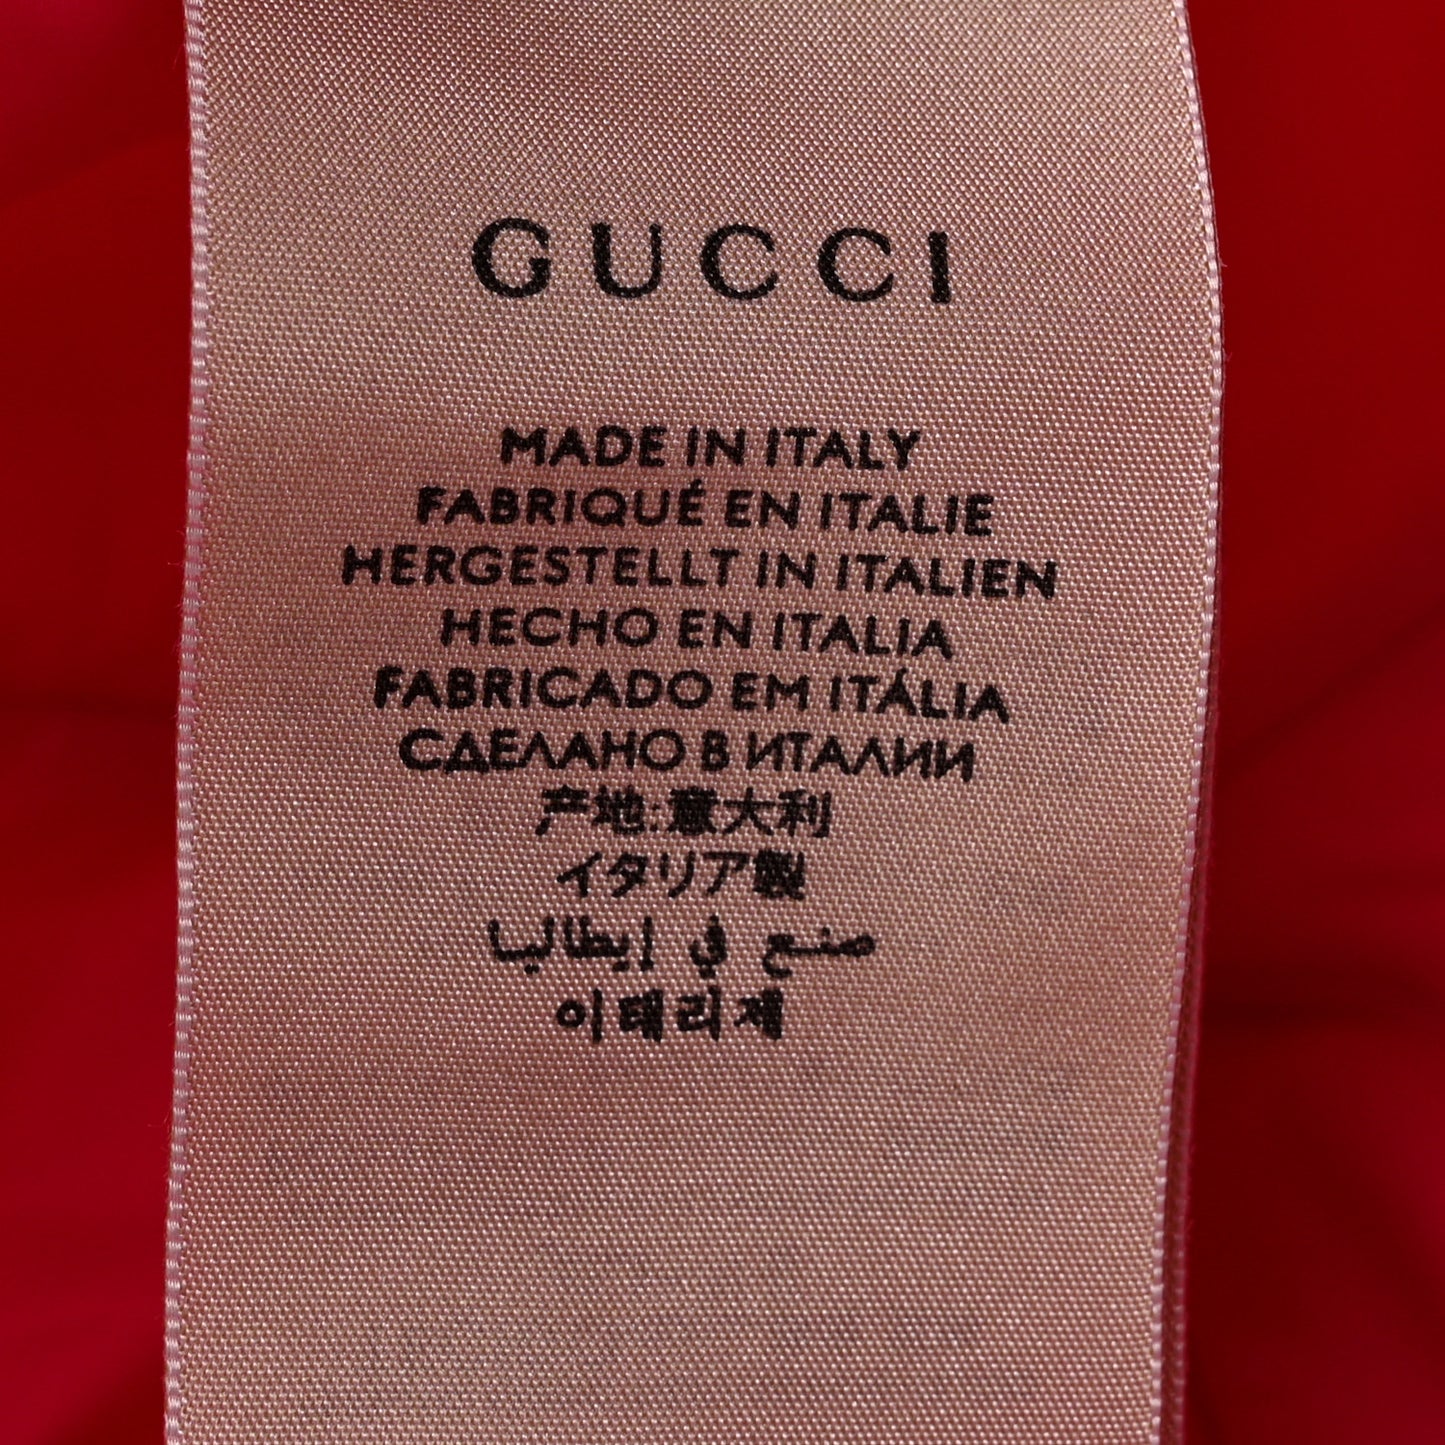 GUCCI
MADE IN ITALY
FABRIQUÉ EN ITALIE
HERGESTELLT IN ITALIEN
HECHO EN ITALIA
FABRICADO EM ITÁLIA
СДЕЛАНО В ИТАЛИИ
产地:意大利
イタリア製
صنع في إيطاليا
이태리제